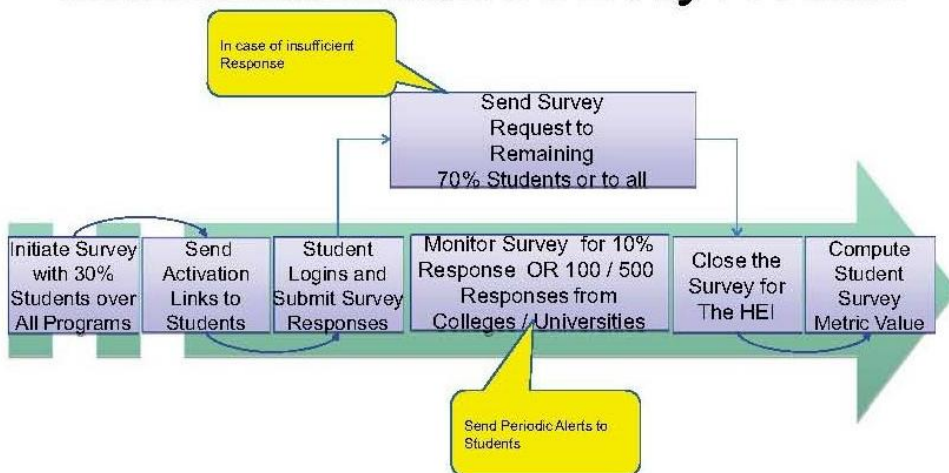 In case of insufficient
Response
Send Survey
Request to
Remaining
70% Students or to all
Initiate Survey
with 30%
Students over
All Programs
Send
Activation
Links to
Students
Student
Logins and
Submit Survey
Responses
Monitor Survey for 10%
Response OR 100 / 500
Responses from
Colleges / Universities
Close the
Survey for
The HEI
Compute
Student
Survey
Metric Value
Send Periodic Alerts to
Students